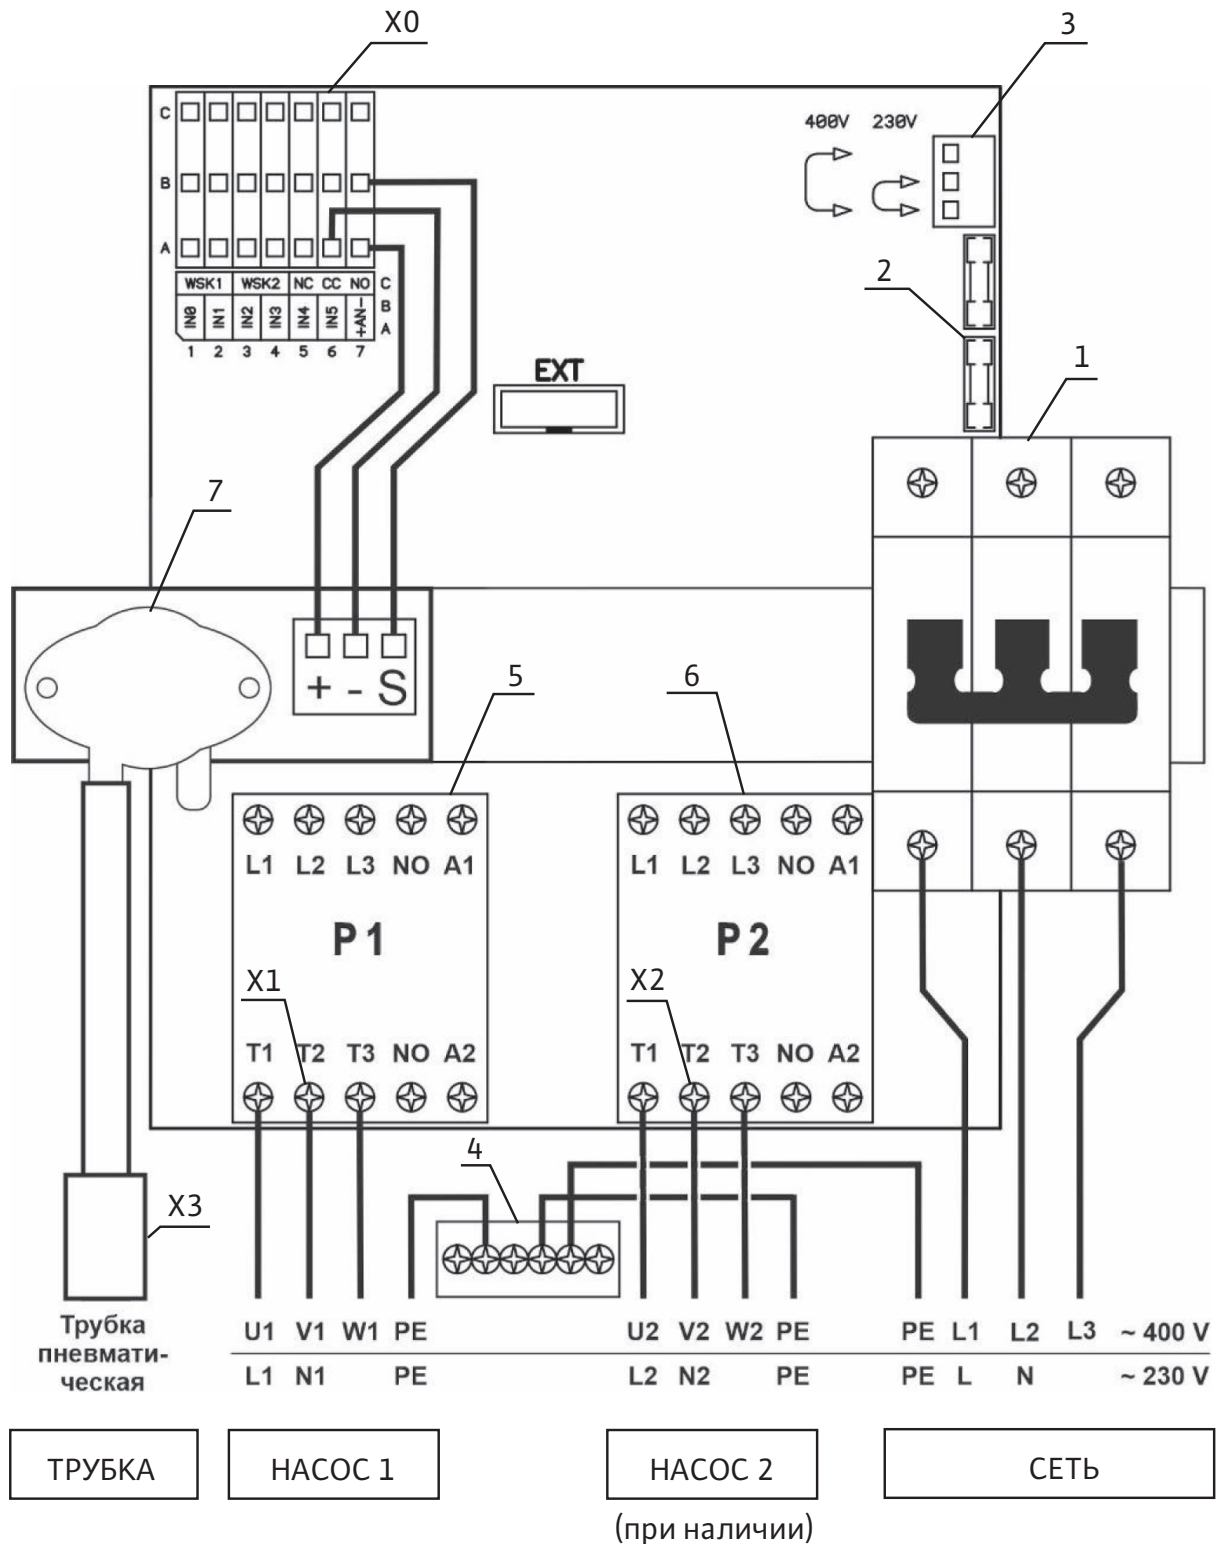 X0
3
400V 230V
C
B
A
WSK1 WSK2 NC CC NO C
IN0 IN1 IN2 IN3 IN4 IN5 +AN- B
A
1 2 3 4 5 6 7
2
1
EXT
7
+ - S
5
6
L1 L2 L3 NO A1
L1 L2 L3 NO A1
P1
P2
X1
X2
T1 T2 T3 NO A2
T1 T2 T3 NO A2
4
X3
Трубка
пневмати-
ческая
U1 V1 W1 PE
U2 V2 W2 PE
PE L1 L2 L3 ~ 400 V
L1 N1 PE
L2 N2 PE
PE L N ~ 230 V
ТРУБКА
НАСОС 1
НАСОС 2
СЕТЬ
(при наличии)